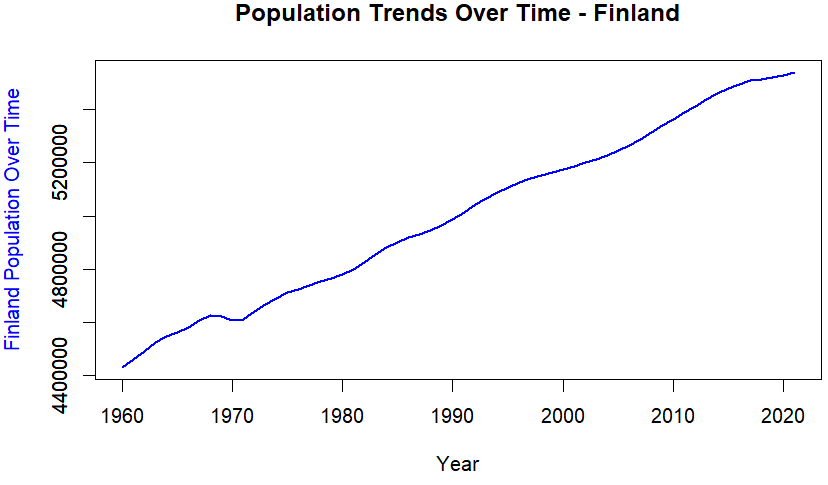 Population Trends Over Time - Finland
Finland Population Over Time
5200000
4800000
4400000
1960 1970 1980 1990 2000 2010 2020
Year